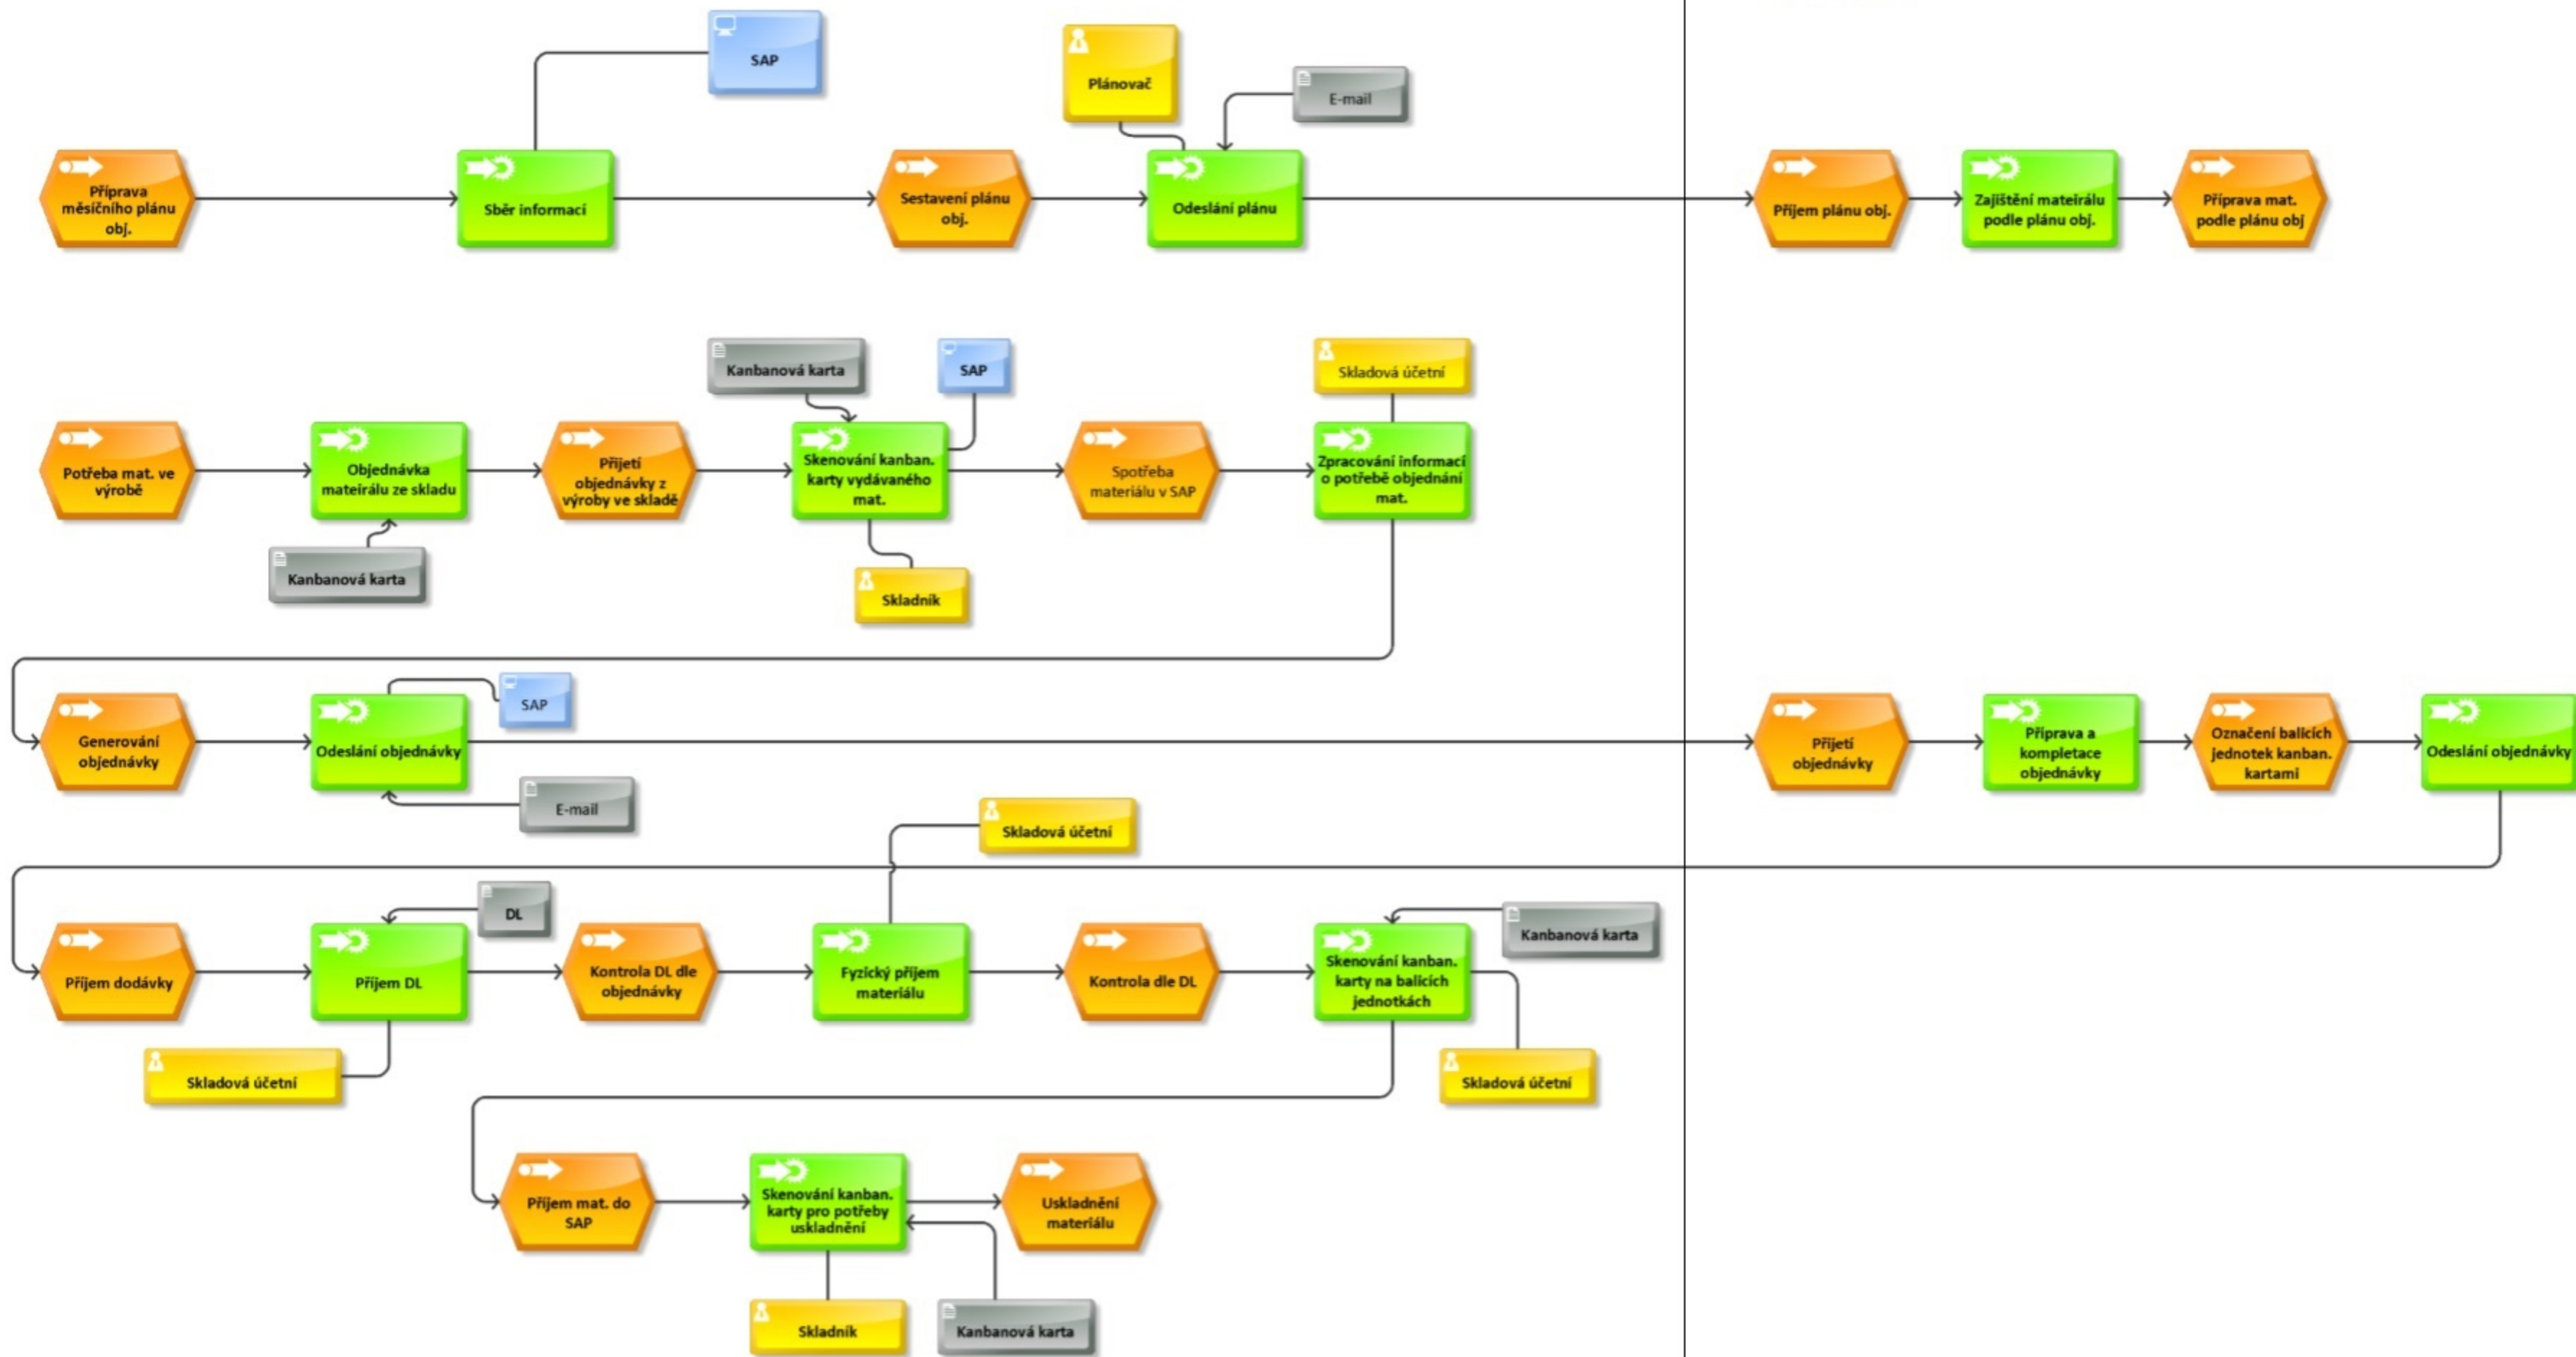 SAP
Plánovač
E-mail
Příprava
měsíčního plánu
obj.
Sběr informací
Sestavení plánu
obj.
Odeslání plánu
Příjem plánu obj.
Zajištění mateirálu
podle plánu obj.
Příprava mat.
podle plánu obj
Kanbanová karta
SAP
Skladová účetní
Potřeba mat. ve
výrobě
Objednávka
mateirálu ze skladu
Přijetí
objednávky z
výroby ve skladě
Skenování kanban.
karty vydávaného
mat.
Spotřeba
materiálu v SAP
Zpracování informací
o potřebě objednání
mat.
Kanbanová karta
Skladník
SAP
Generování
objednávky
Odeslání objednávky
E-mail
Přijetí
objednávky
Příprava a
kompletace
objednávky
Označení balicích
jednotek kanban.
kartami
Odeslání objednávky
Skladová účetní
DL
Kanbanová karta
Příjem dodávky
Příjem DL
Kontrola DL dle
objednávky
Fyzický příjem
materiálu
Kontrola dle DL
Skenování kanban.
karty na balicích
jednotkách
Skladová účetní
Skladová účetní
Příjem mat. do
SAP
Skenování kanban.
karty pro potřeby
uskladnění
Uskladnění
materiálu
Skladník
Kanbanová karta